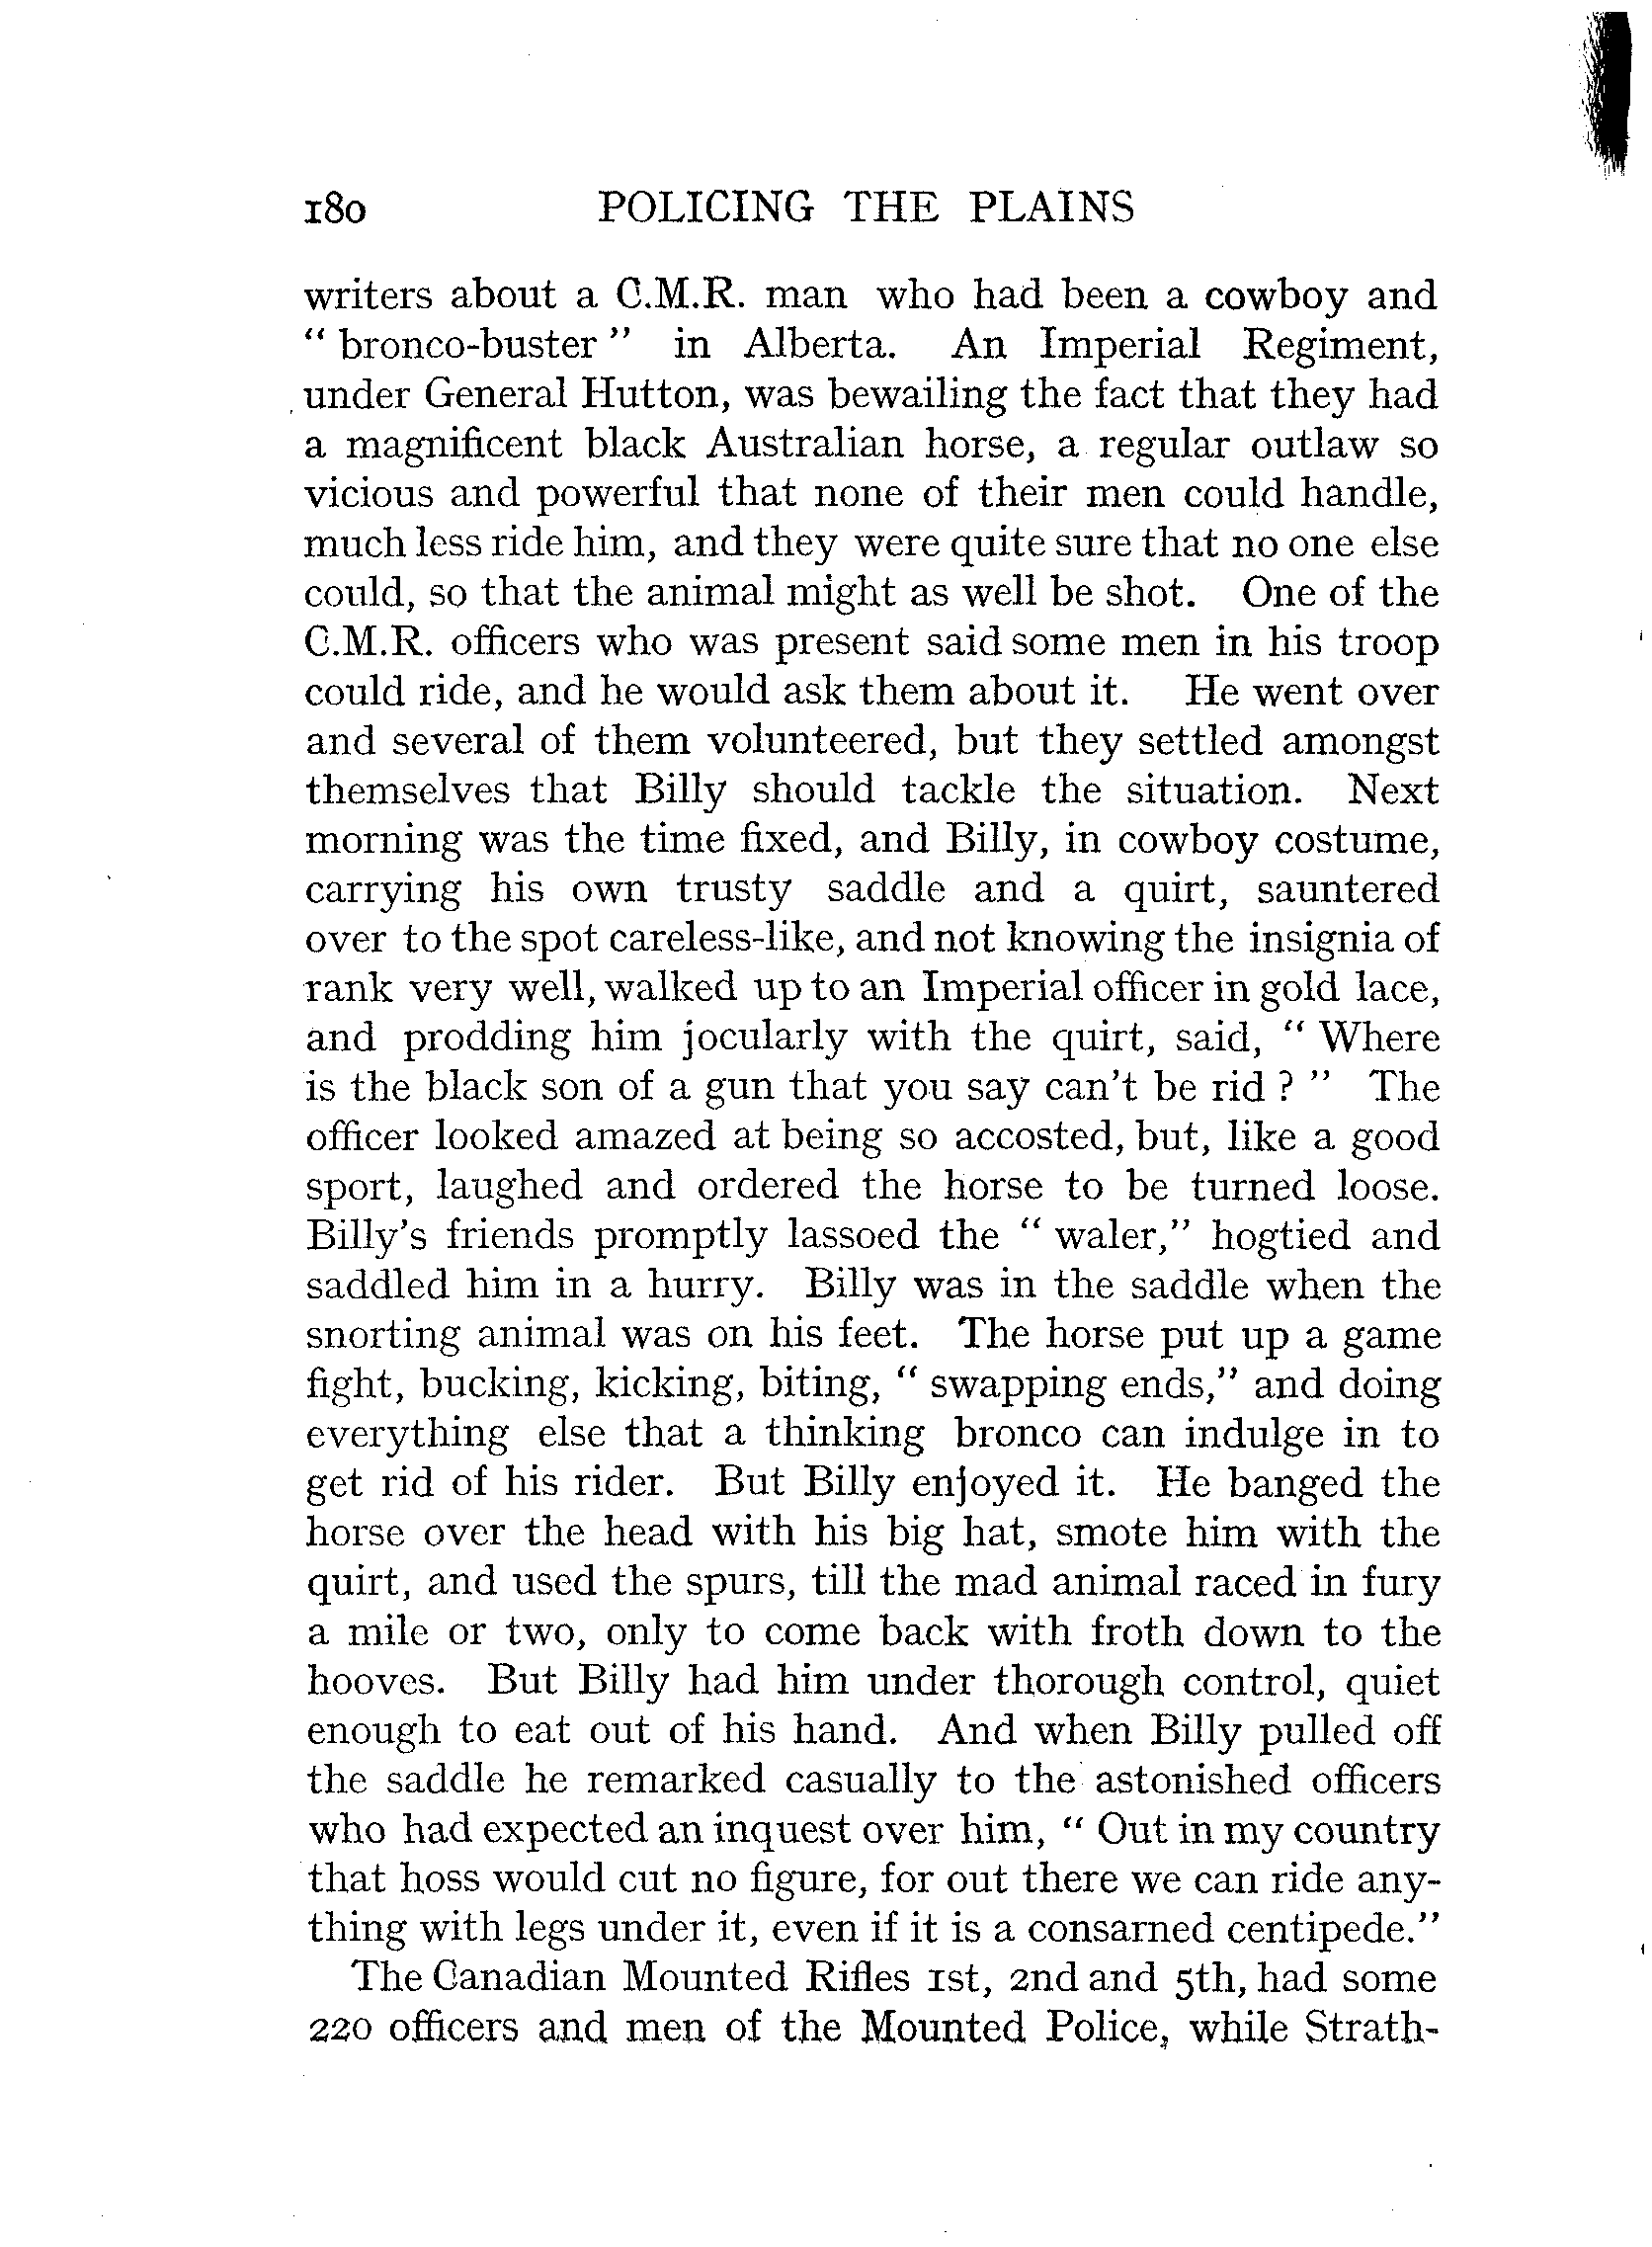 180 POLICING THE PLAINS
writers about a C.M.R. man who had been a cowboy and
" bronco-buster " in Alberta. An Imperial Regiment,
under General Hutton, was bewailing the fact that they had
a magnificent black Australian horse, a regular outlaw so
vicious and powerful that none of their men could handle,
much less ride him, and they were quite sure that no one else
could, so that the animal might as well be shot. One of the
C.M.R. officers who was present said some men in his troop
could ride, and he would ask them about it. He went over
and several of them volunteered, but they settled amongst
themselves that Billy should tackle the situation. Next
morning was the time fixed, and Billy, in cowboy costume,
carrying his own trusty saddle and a quirt, sauntered
over to the spot careless-like, and not knowing the insignia of
rank very well, walked up to an Imperial officer in gold lace,
and prodding him jocularly with the quirt, said, " Where
is the black son of a gun that you say can't be rid ? " The
officer looked amazed at being so accosted, but, like a good
sport, laughed and ordered the horse to be turned loose.
Billy's friends promptly lassoed the " waler," hogtied and
saddled him in a hurry. Billy was in the saddle when the
snorting animal was on his feet. The horse put up a game
fight, bucking, kicking, biting, " swapping ends," and doing
everything else that a thinking bronco can indulge in to
get rid of his rider. But Billy enjoyed it. He banged the
horse over the head with his big hat, smote him with the
quirt, and used the spurs, till the mad animal raced in fury
a mile or two, only to come back with froth down to the
hooves. But Billy had him under thorough control, quiet
enough to eat out of his hand. And when Billy pulled off
the saddle he remarked casually to the astonished officers
who had expected an inquest over him, " Out in my country
that hoss would cut no figure, for out there we can ride any-
thing with legs under it, even if it is a consarned centipede."
The Canadian Mounted Rifles 1st, 2nd and 5th, had some
220 officers and men of the Mounted Police, while Strath-